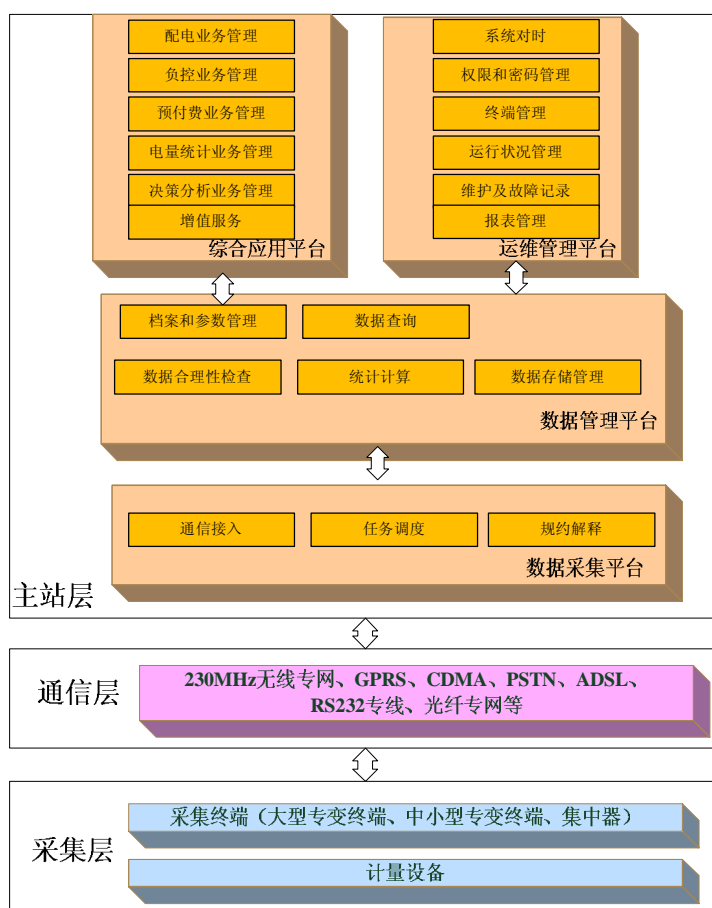 配电业务管理
负控业务管理
预付费业务管理
电量统计业务管理
决策分析业务管理
增值服务
综合应用平台
系统对时
权限和密码管理
终端管理
运行状况管理
维护及故障记录
报表管理
运维管理平台
档案和参数管理
数据查询
数据合理性检查
统计计算
数据存储管理
数据管理平台
通信接入
任务调度
规约解释
数据采集平台
主站层
通信层
230MHz无线专网、GPRS、CDMA、PSTN、ADSL、
RS232专线、光纤专网等
采集层
采集终端（大型专变终端、中小型专变终端、集中器）
计量设备